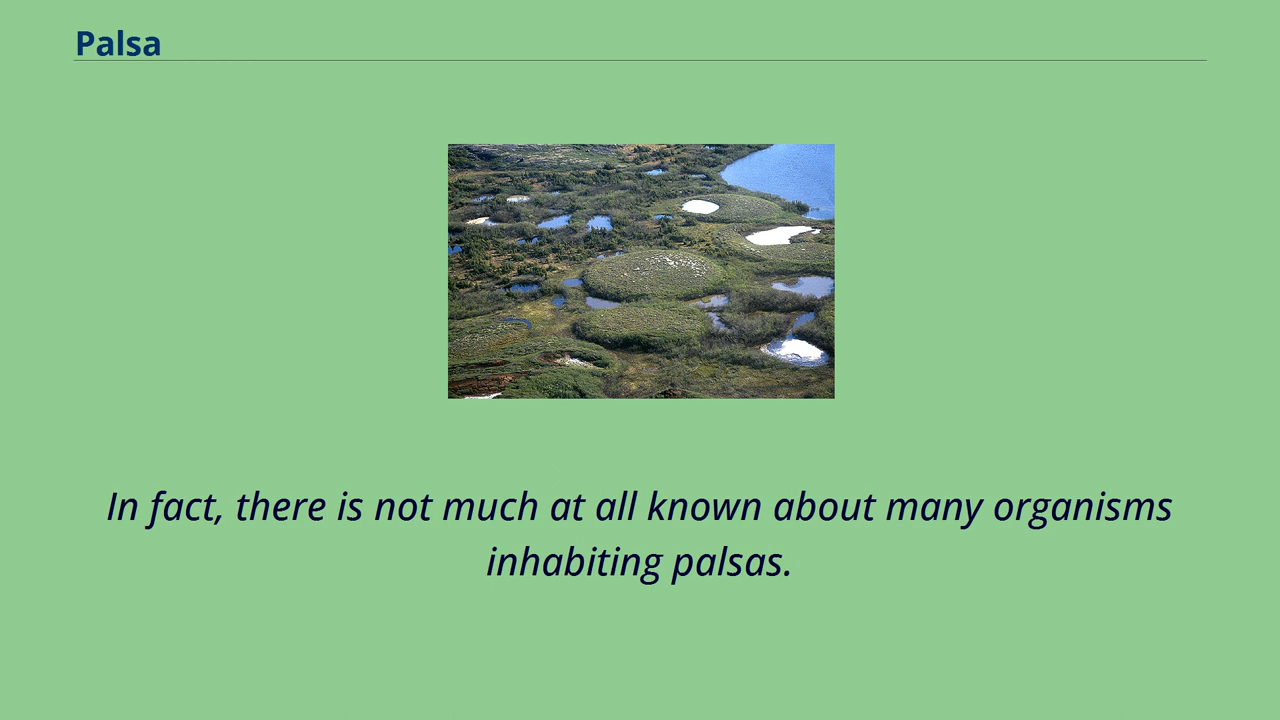 Palsa
In fact, there is not much at all known about many organisms
inhabiting palsas.